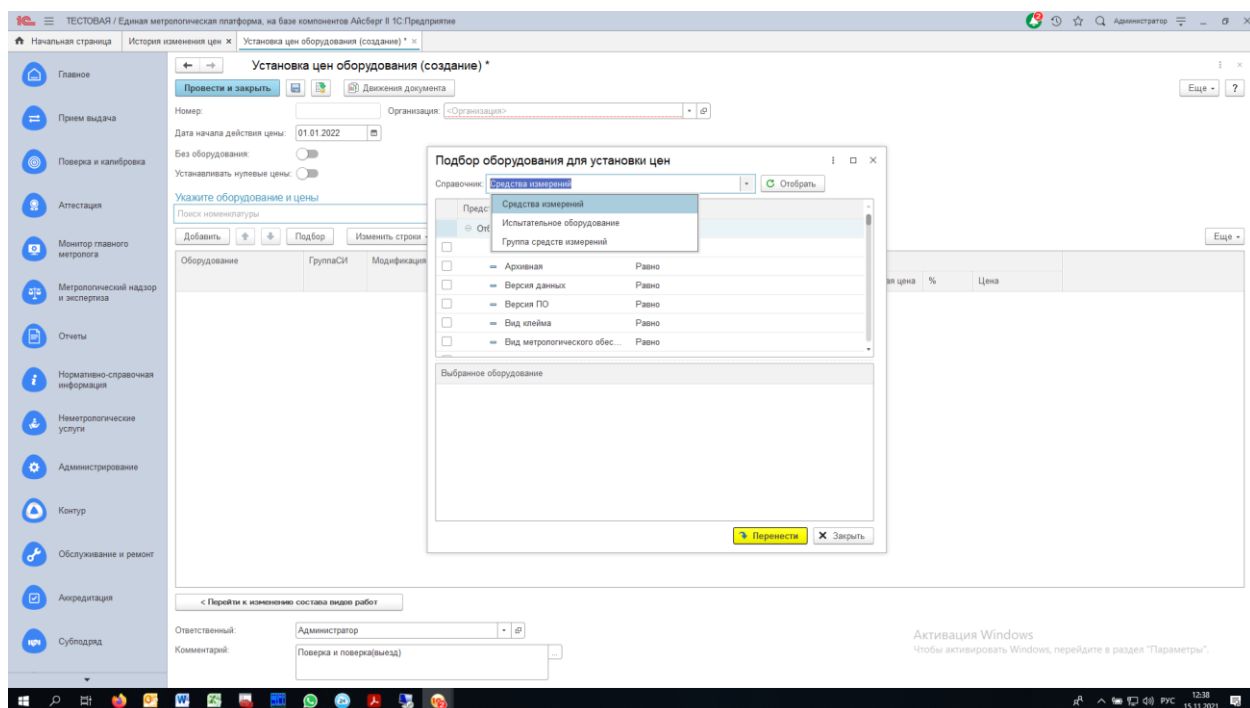 ТЕСТОВАЯ / Единая метрологическая платформа, на базе компонентов Айсберг II 1С:Предприятие
2
Администратор
Начальная страница
История изменения цен ×
Установка цен оборудования (создание) * ×
Главное
Прием выдача
Поверка и калибровка
Аттестация
Монитор главного
метролога
Метрологический надзор
и экспертиза
Отчеты
Нормативно-справочная
информация
Неметрологические
услуги
Администрирование
Контур
Обслуживание и ремонт
Аккредитация
Субподряд
Установка цен оборудования (создание) *
Провести и закрыть
Движения документа
Еще
?
Номер:
Организация: <Организация>
Дата начала действия цены: 01.01.2022
Без оборудования:
Устанавливать нулевые цены:
Укажите оборудование и цены
Поиск номенклатуры
Добавить
Подбор
Изменить строки
Еще
Оборудование
ГруппаСИ
Модификация
%
Цена
Подбор оборудования для установки цен
Справочник: Средства измерений
Отобрать
Средства измерений
Испытательное оборудование
Группа средств измерений
Архивная Равно
Версия данных Равно
Версия ПО Равно
Вид клейма Равно
Вид метрологического обес... Равно
Выбранное оборудование
Перенести
Закрыть
< Перейти к изменению состава видов работ
Ответственный: Администратор
Комментарий: Поверка и поверка(выезд)
Активация Windows
Чтобы активировать Windows, перейдите в раздел "Параметры".
РУС
12:38
15.11.2021